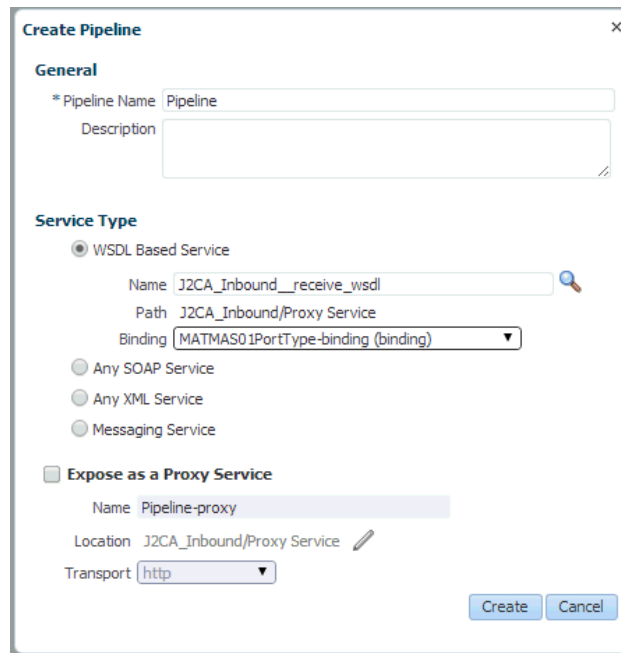 Create Pipeline ×
General
* Pipeline Name Pipeline
Description
Service Type
WSDL Based Service
Name J2CA_Inbound__receive_wsdl
Path J2CA_Inbound/Proxy Service
Binding MATMAS01PortType-binding (binding)
Any SOAP Service
Any XML Service
Messaging Service
Expose as a Proxy Service
Name Pipeline-proxy
Location J2CA_Inbound/Proxy Service
Transport http
Create Cancel